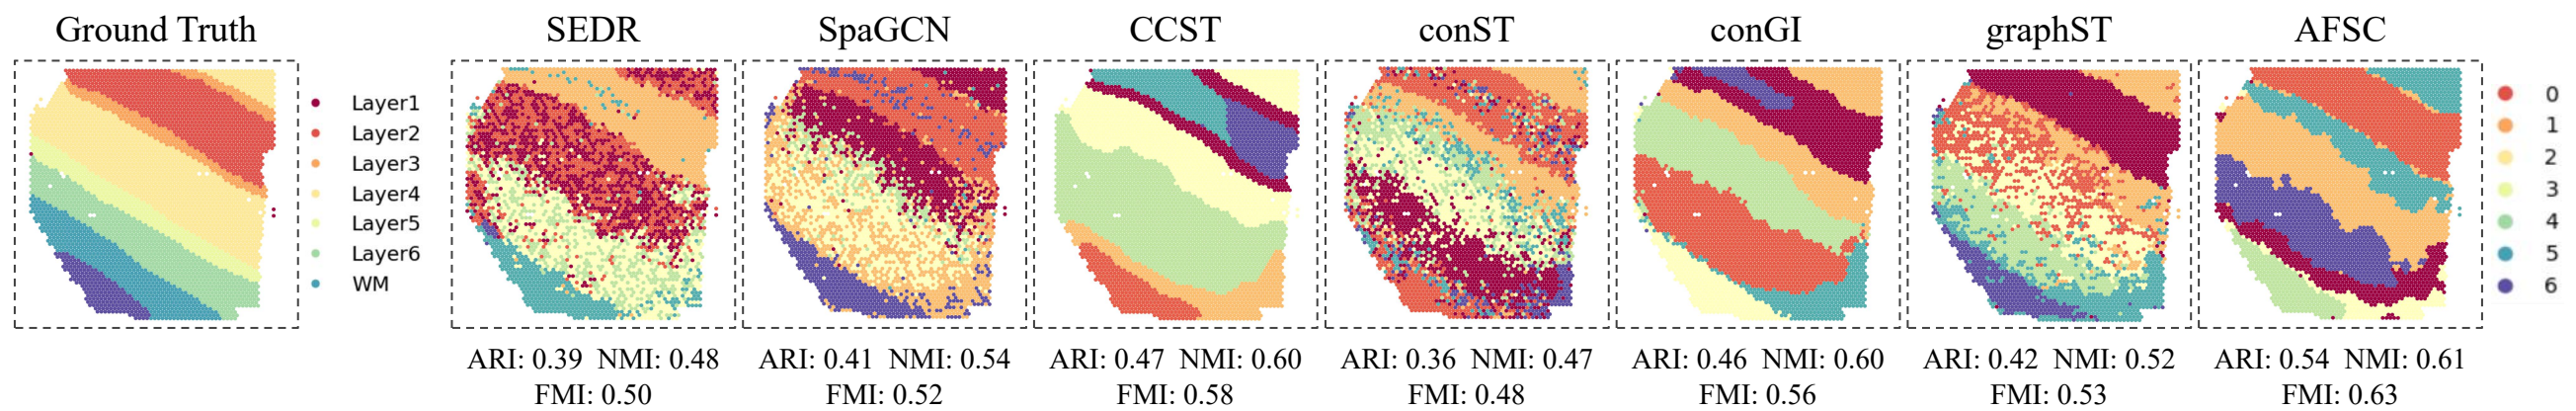 Ground Truth
SEDR
SpaGCN
CCST
conST
conGI
graphST
AFSC
Layer1
Layer2
Layer3
Layer4
Layer5
Layer6
WM
0
1
2
3
4
5
6
ARI: 0.39 NMI: 0.48
FMI: 0.50
ARI: 0.41 NMI: 0.54
FMI: 0.52
ARI: 0.47 NMI: 0.60
FMI: 0.58
ARI: 0.36 NMI: 0.47
FMI: 0.48
ARI: 0.46 NMI: 0.60
FMI: 0.56
ARI: 0.42 NMI: 0.52
FMI: 0.53
ARI: 0.54 NMI: 0.61
FMI: 0.63